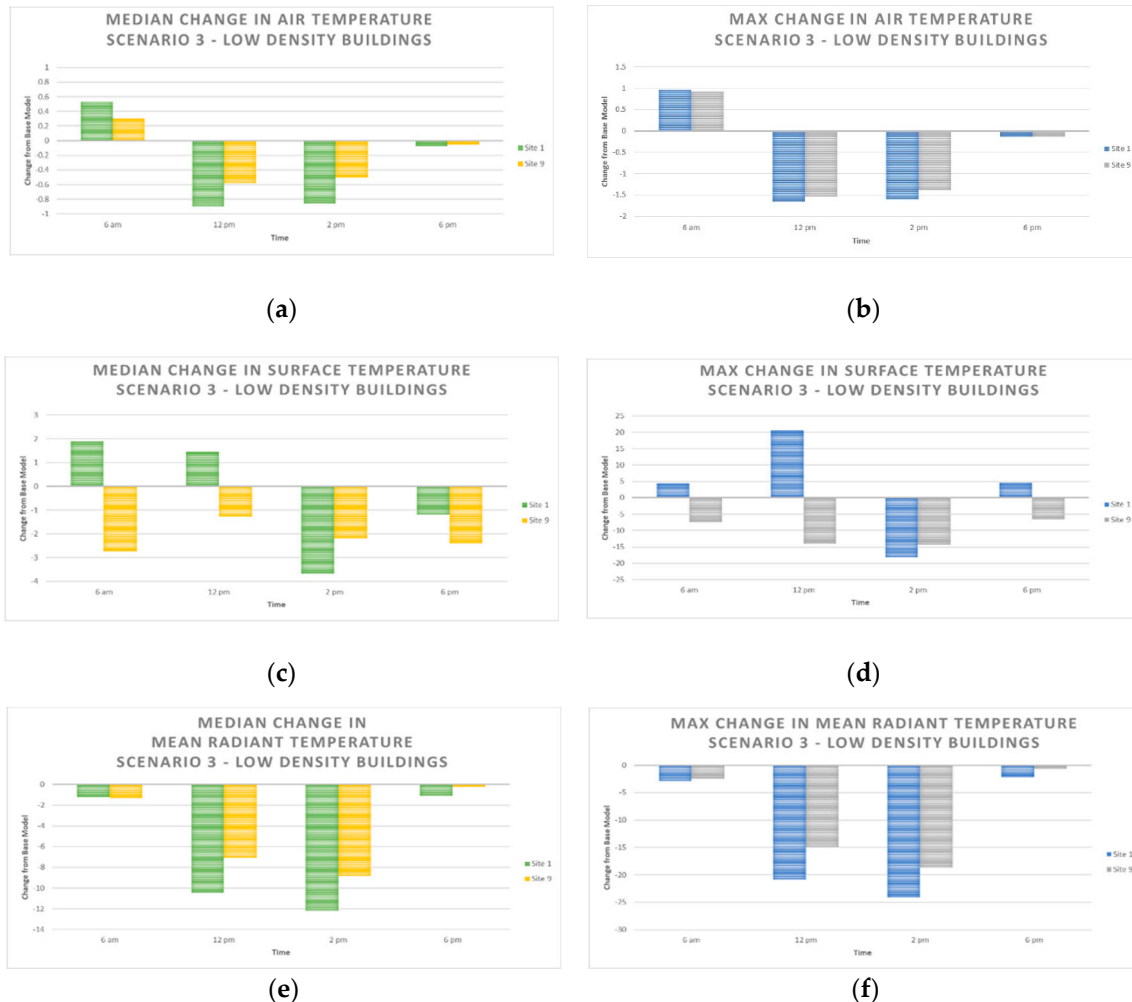 MEDIAN CHANGE IN AIR TEMPERATURE
SCENARIO 3 - LOW DENSITY BUILDINGS
Change from Base Model
1
0.8
0.6
0.4
0.2
0
-0.2
-0.4
-0.6
-0.8
-1
6 am
12 pm
2 pm
6 pm
Time
Site 1
Site 9
(a)
MAX CHANGE IN AIR TEMPERATURE
SCENARIO 3 - LOW DENSITY BUILDINGS
Change from Base Model
1.5
1
0.5
0
-0.5
-1
-1.5
-2
6 am
12 pm
2 pm
6 pm
Time
Site 1
Site 9
(b)
MEDIAN CHANGE IN SURFACE TEMPERATURE
SCENARIO 3 - LOW DENSITY BUILDINGS
Change from Base Model
3
2
1
0
-1
-2
-3
-4
6 am
12 pm
2 pm
6 pm
Time
Site 1
Site 9
(c)
MAX CHANGE IN SURFACE TEMPERATURE
SCENARIO 3 - LOW DENSITY BUILDINGS
Change from Base Model
25
20
15
10
5
0
-5
-10
-15
-20
-25
6 am
12 pm
2 pm
6 pm
Time
Site 1
Site 9
(d)
MEDIAN CHANGE IN
MEAN RADIANT TEMPERATURE
SCENARIO 3 - LOW DENSITY BUILDINGS
Change from Base Model
0
-2
-4
-6
-8
-10
-12
-14
6 am
12 pm
2 pm
6 pm
Time
Site 1
Site 9
(e)
MAX CHANGE IN MEAN RADIANT TEMPERATURE
SCENARIO 3 - LOW DENSITY BUILDINGS
Change from Base Model
0
-5
-10
-15
-20
-25
-30
6 am
12 pm
2 pm
6 pm
Time
Site 1
Site 9
(f)